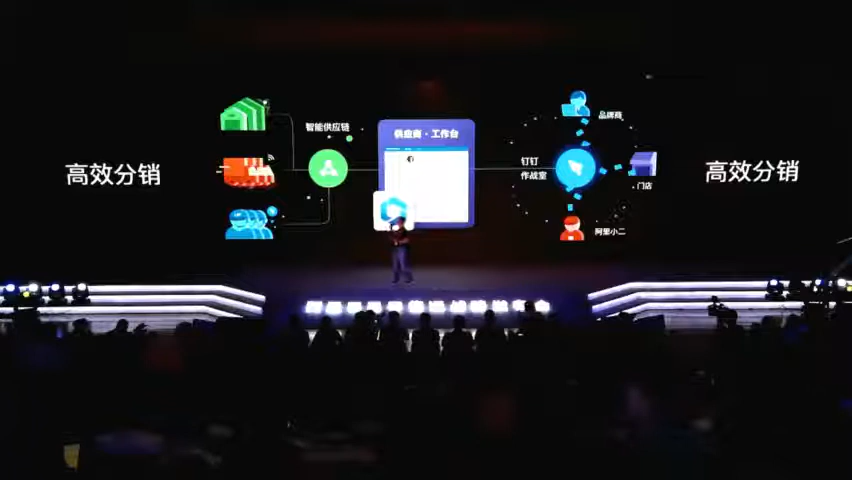 高效分销
智能供应链
供应商·工作台
钉钉
作战室
品牌商
门店
阿里小二
高效分销